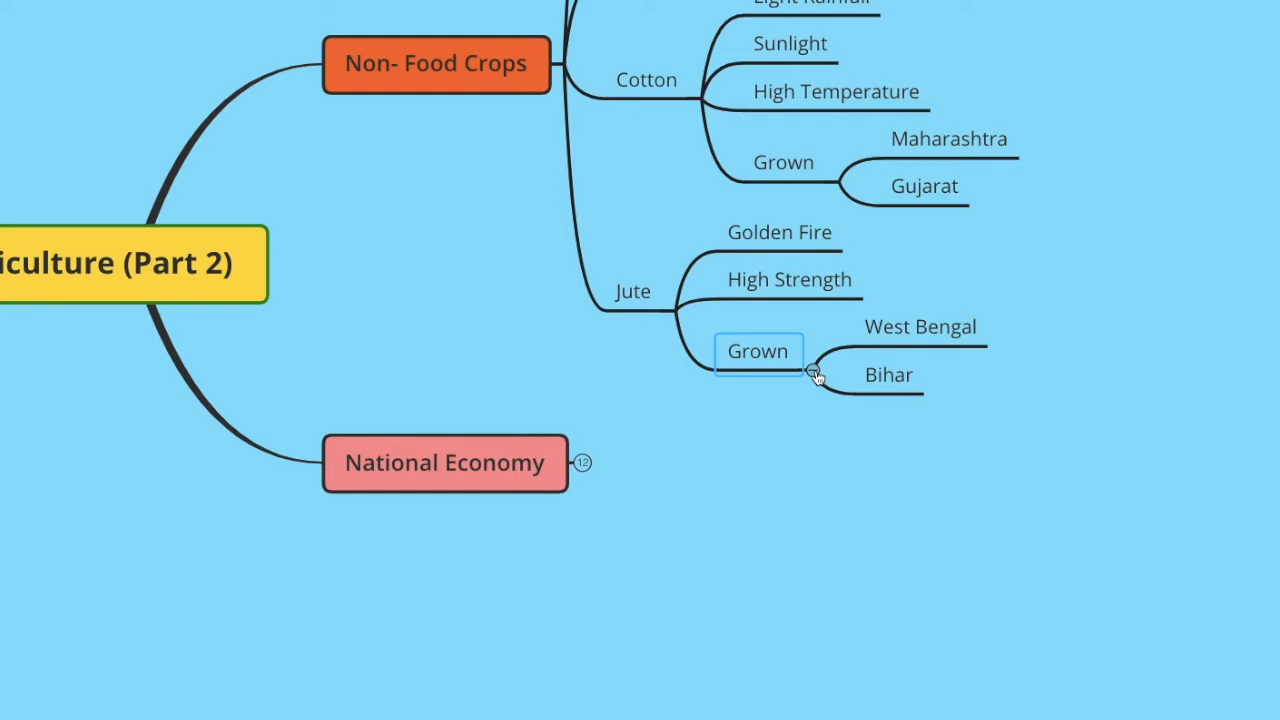 Non- Food Crops
Cotton
Sunlight
High Temperature
Grown
Maharashtra
Gujarat
(Part 2)
Jute
Golden Fire
High Strength
Grown
West Bengal
Bihar
National Economy
12